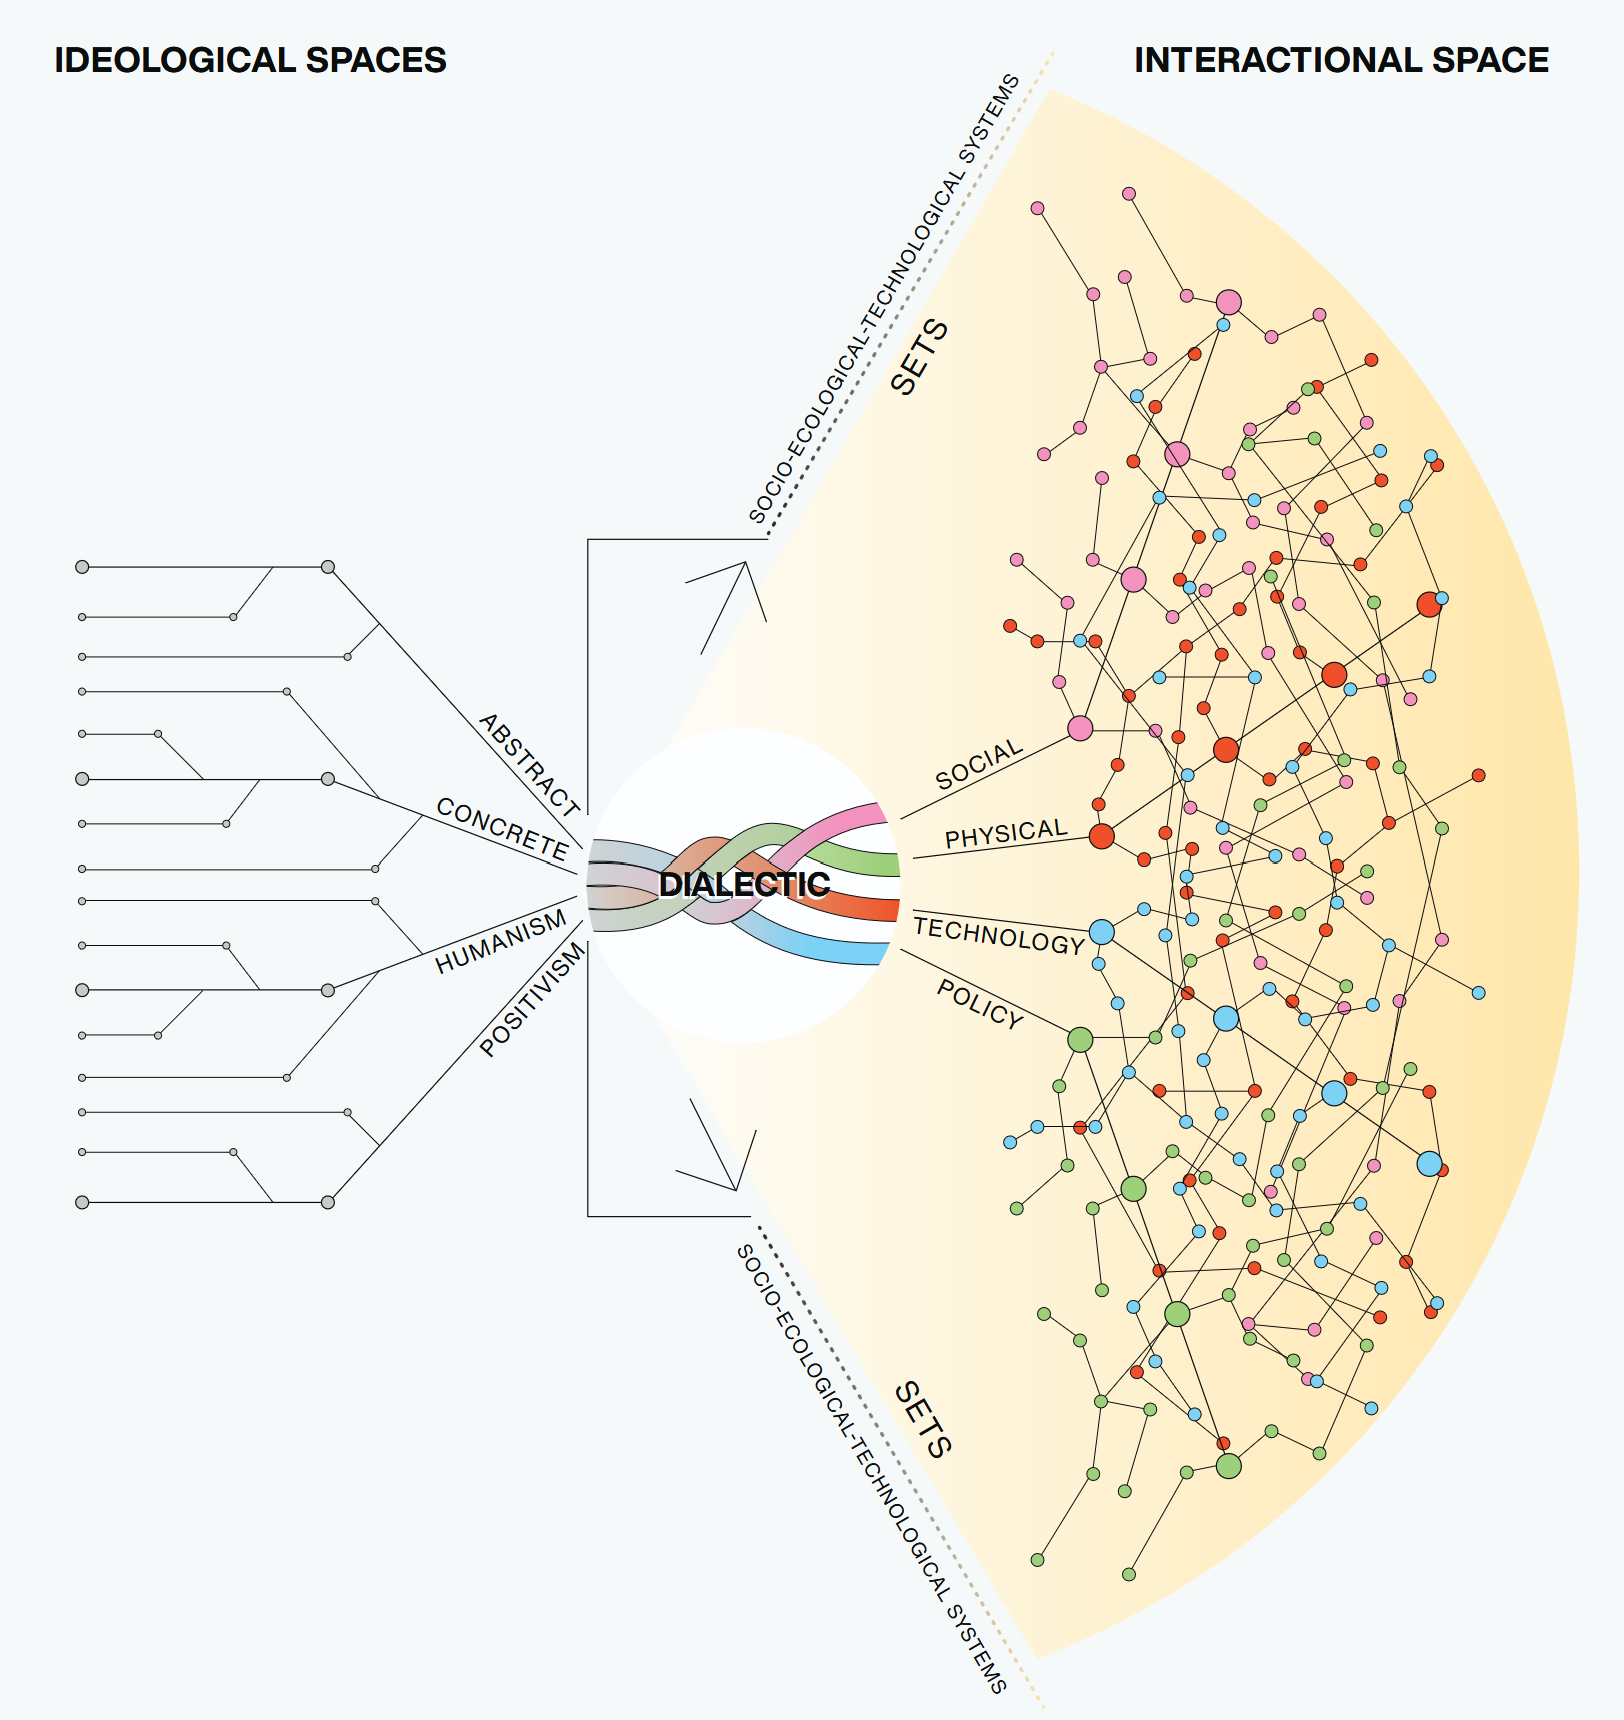 IDEOLOGICAL SPACES
INTERACTIONAL SPACE
SOCIO-ECOLOGICAL-TECHNOLOGICAL SYSTEMS
SETS
ABSTRACT
CONCRETE
HUMANISM
POSITIVISM
DIALECTIC
SOCIAL
PHYSICAL
TECHNOLOGY
POLICY
SETS
SOCIO-ECOLOGICAL-TECHNOLOGICAL SYSTEMS